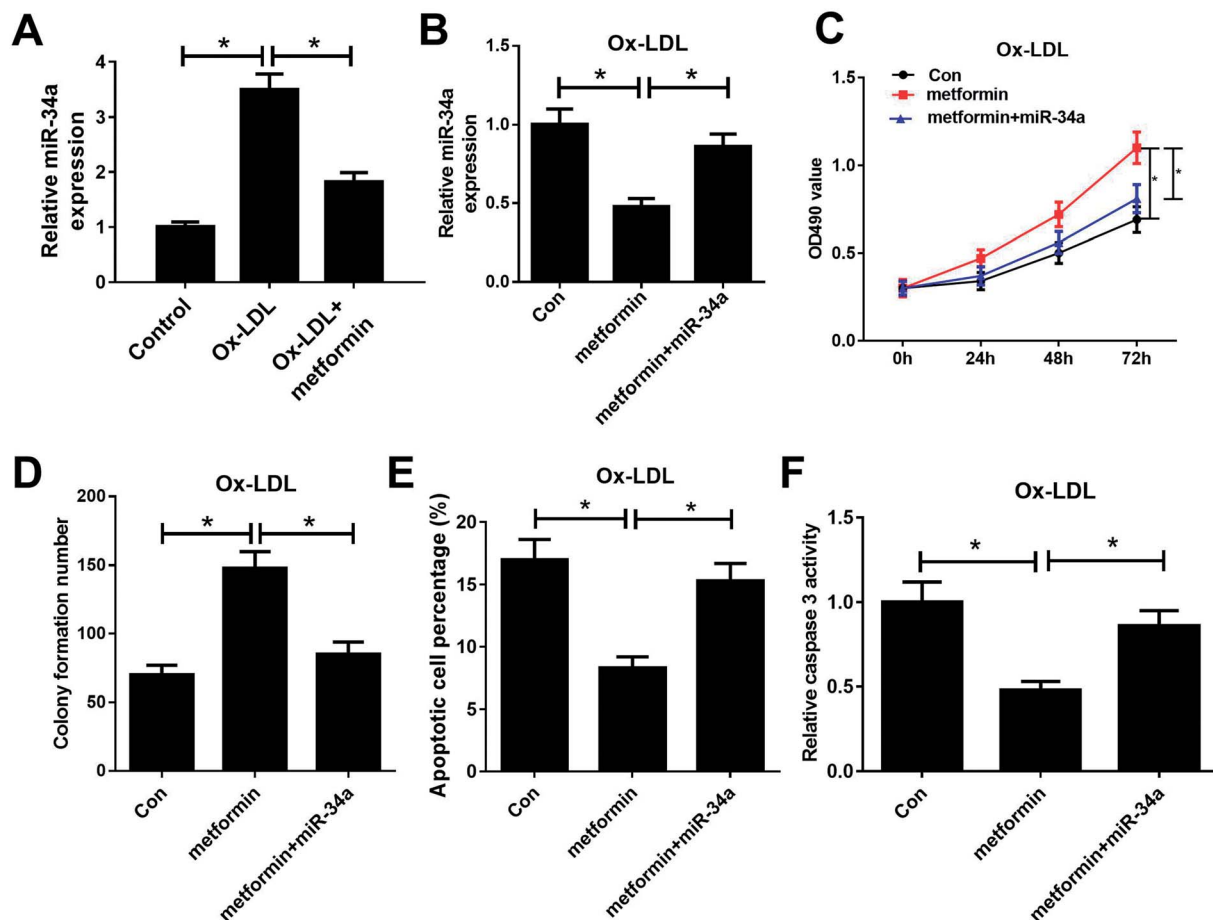 A
Relative miR-34a
expression
4
3
2
1
0
* *
Control
Ox-LDL
Ox-LDL+
metformin
B
Ox-LDL
Relative miR-34a
expression
1.5
1.0
0.5
0.0
* *
Con
metformin
metformin+miR-34a
C
Ox-LDL
OD490 value
1.5
1.0
0.5
0.0
Con
metformin
metformin+miR-34a
* *
0h 24h 48h 72h
D
Ox-LDL
Colony formation number
200
150
100
50
0
* *
Con
metformin
metformin+miR-34a
E
Ox-LDL
Apoptotic cell percentage (%)
20
15
10
5
0
* *
Con
metformin
metformin+miR-34a
F
Ox-LDL
Relative caspase 3 activity
1.5
1.0
0.5
0.0
* *
Con
metformin
metformin+miR-34a